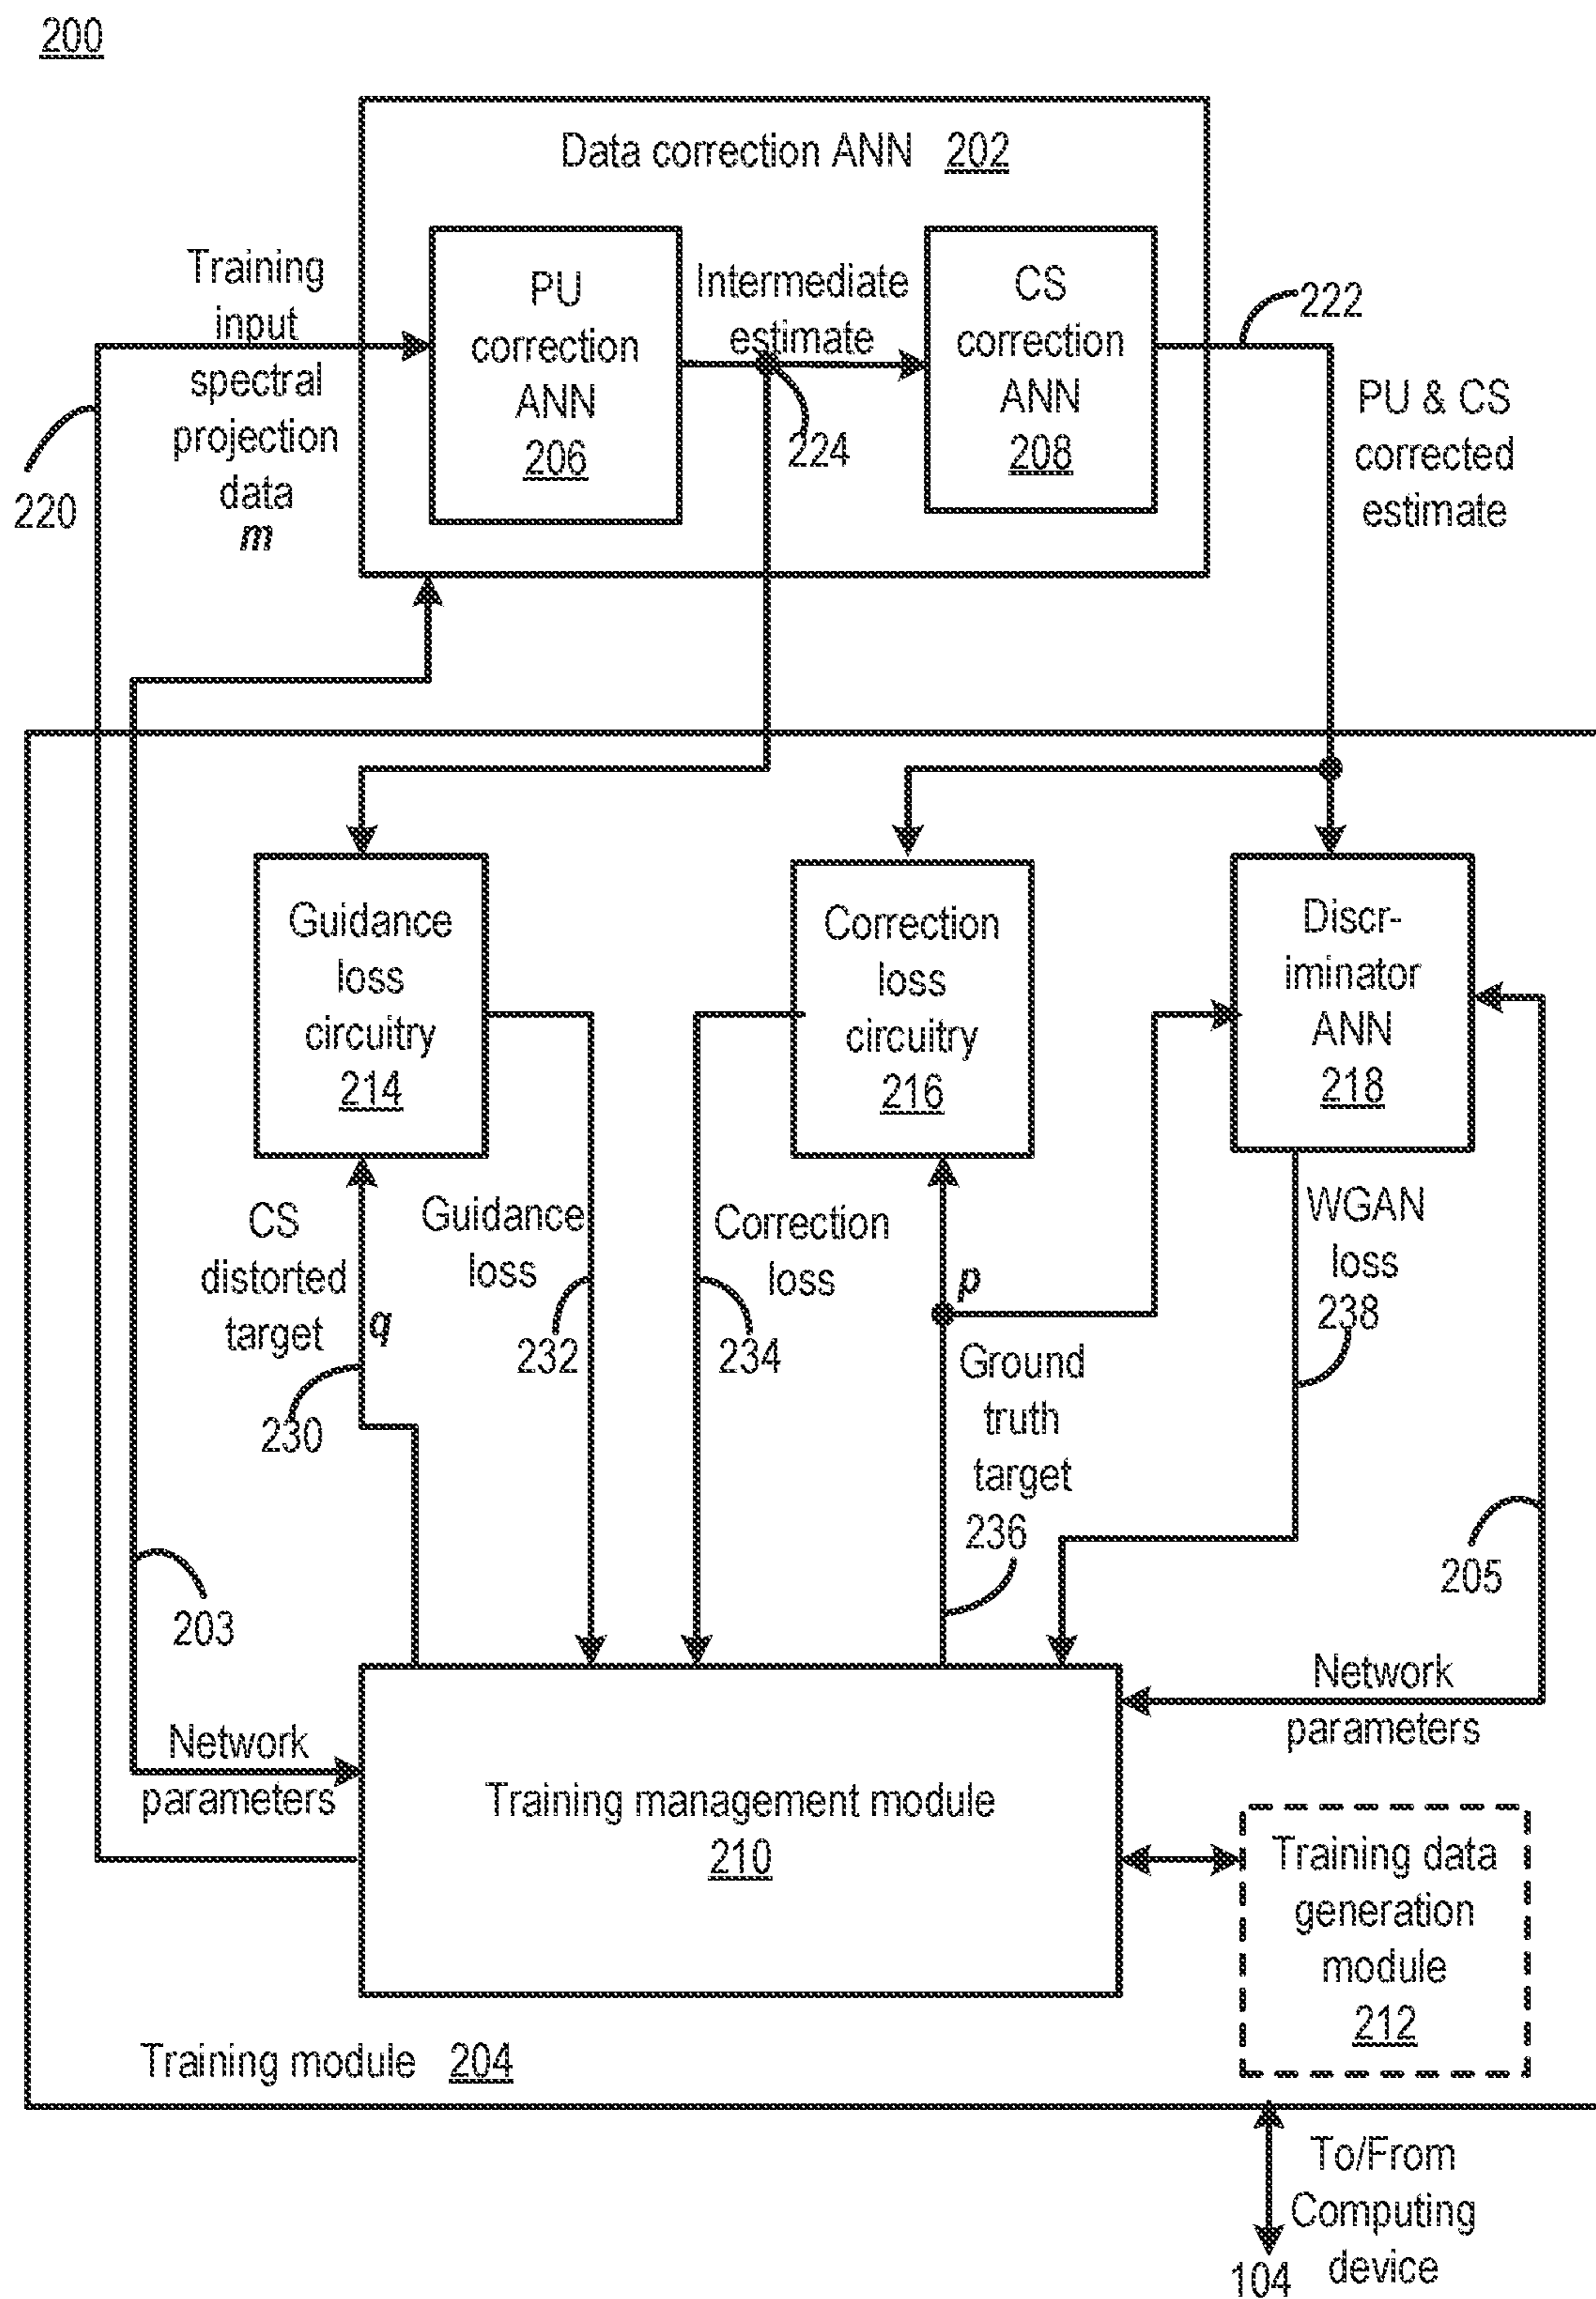 200
Data correction ANN 202
Training
input
spectral
projection
data
m
220
PU
correction
ANN
206
Intermediate
estimate
224
CS
correction
ANN
208
222
PU & CS
corrected
estimate
Guidance
loss
circuitry
214
Correction
loss
circuitry
216
Discr-
iminator
ANN
218
CS
distorted
target
q
230
Guidance
loss
232
Correction
loss
234
p
Ground
truth
target
236
WGAN
loss
238
205
203
Network
parameters
Network
parameters
Training management module
210
Training data
generation
module
212
Training module 204
To/From
Computing
device
104